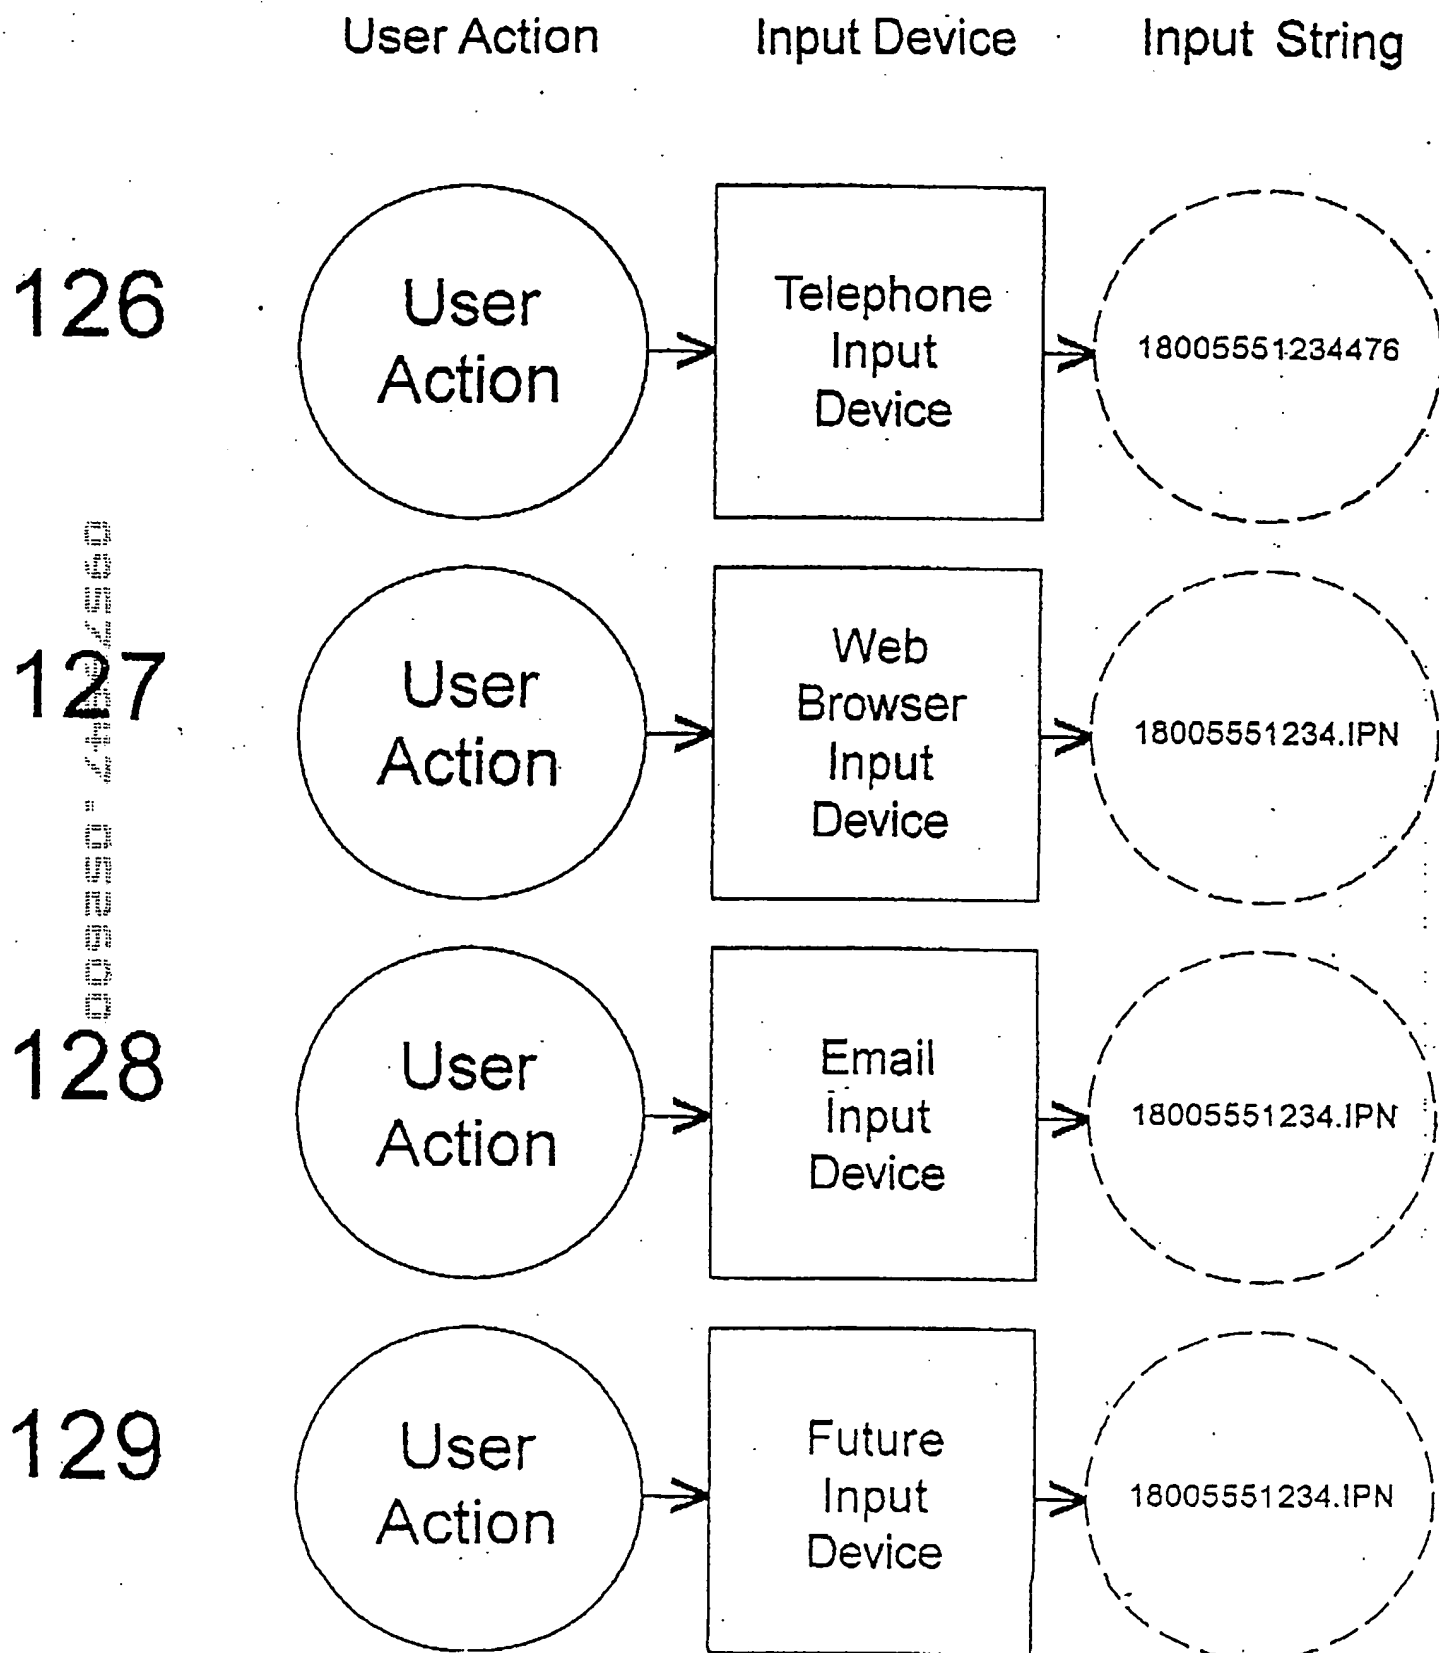 User Action Input Device Input String
126
User
Action
Telephone
Input
Device
18005551234476
127
User
Action
Web
Browser
Input
Device
18005551234.IPN
128
User
Action
Email
Input
Device
18005551234.IPN
129
User
Action
Future
Input
Device
18005551234.IPN